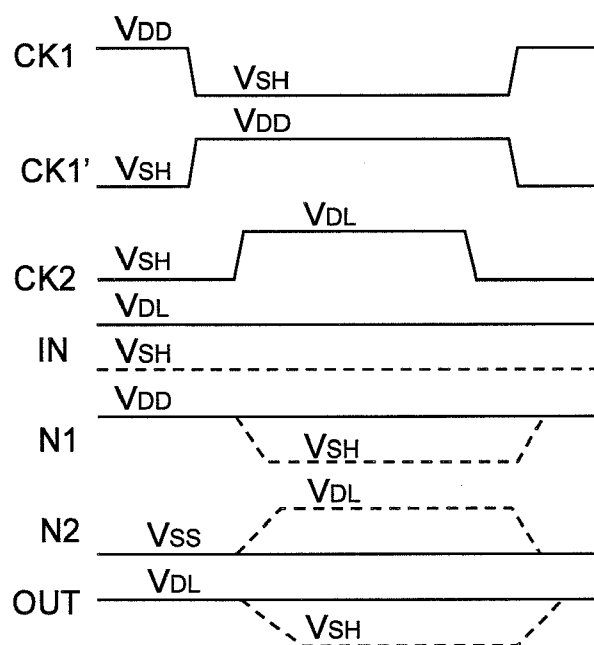 VDD
CK1
VSH
VDD
CK1'
VSH
VDL
CK2
VSH
VDL
IN
VSH
VDD
N1
VSH
VDL
N2
VSS
VDL
OUT
VSH